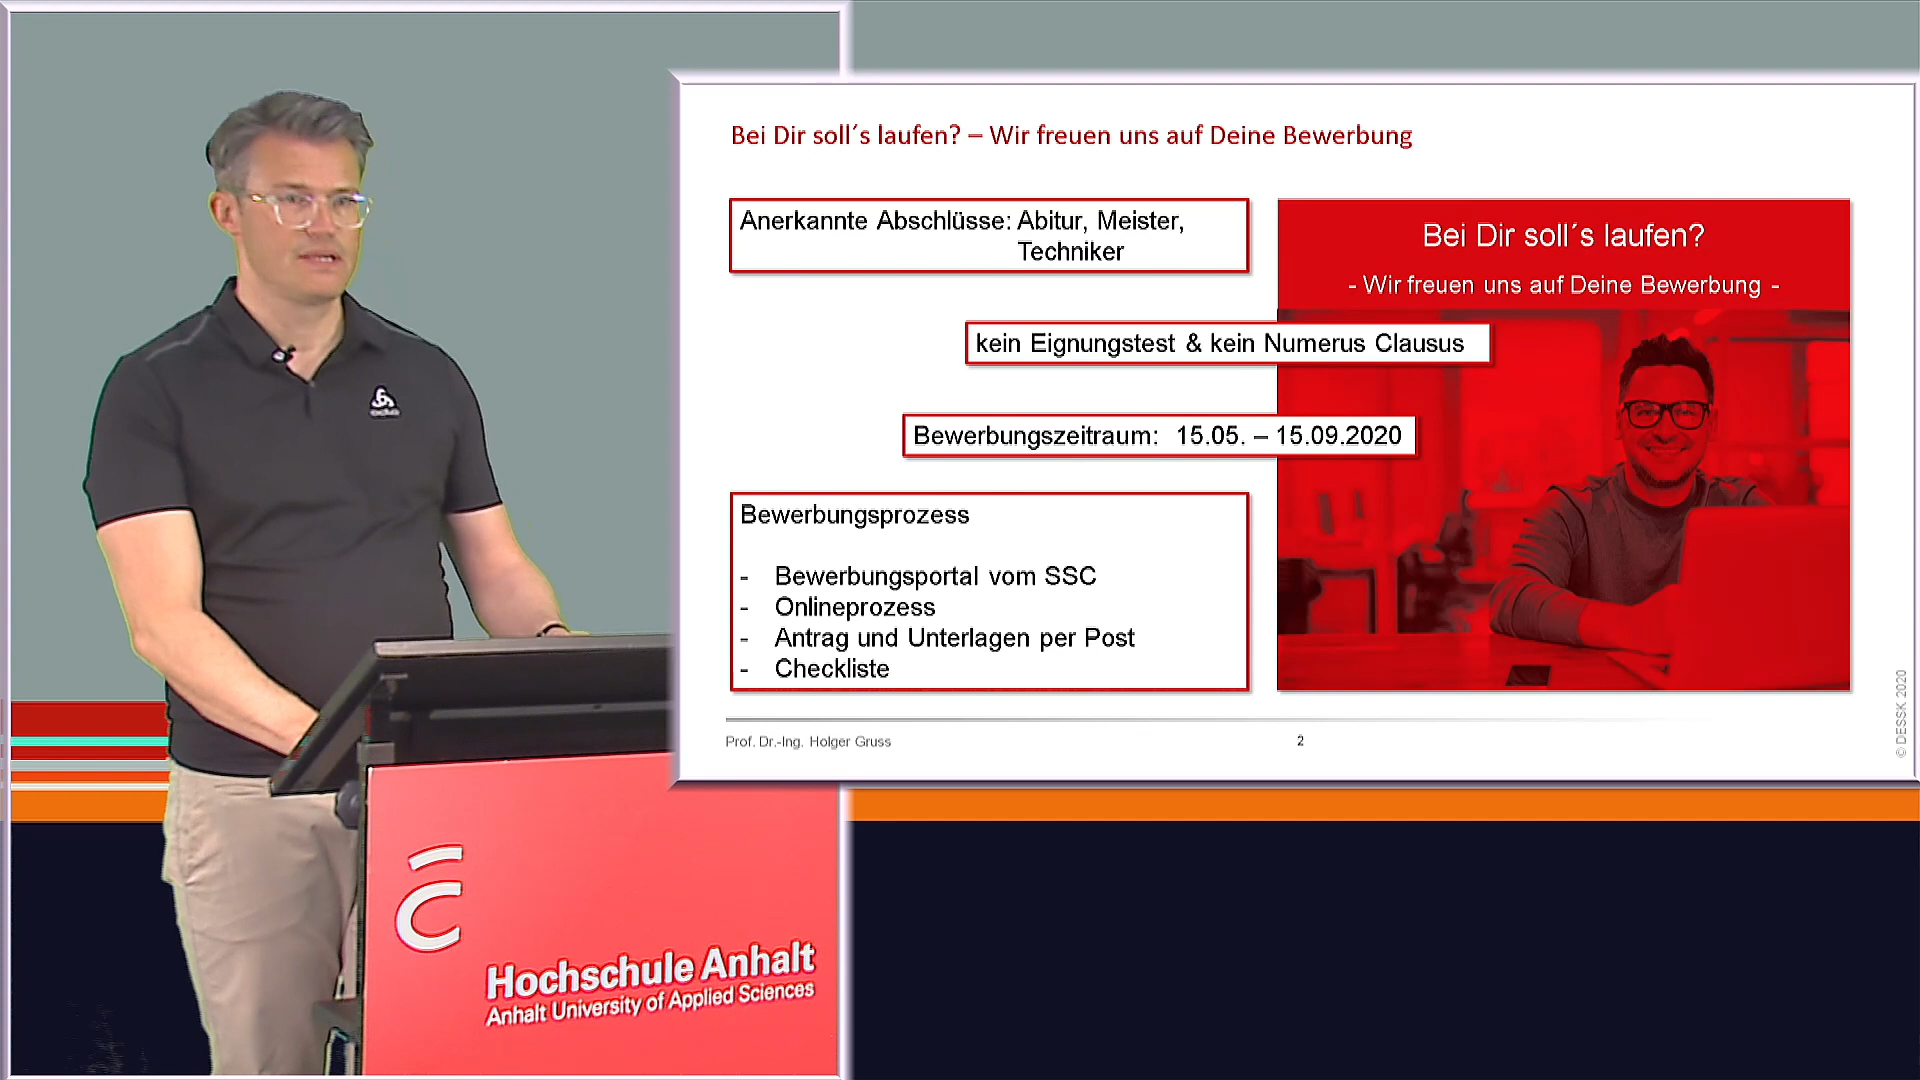 Bei Dir soll´s laufen? – Wir freuen uns auf Deine Bewerbung
Anerkannte Abschlüsse: Abitur, Meister,
Techniker
Bei Dir soll´s laufen?
- Wir freuen uns auf Deine Bewerbung -
kein Eignungstest & kein Numerus Clausus
Bewerbungszeitraum: 15.05. – 15.09.2020
Bewerbungsprozess
- Bewerbungsportal vom SSC
- Onlineprozess
- Antrag und Unterlagen per Post
- Checkliste
Prof. Dr.-Ing. Holger Gruss
2
© DESSK 2020
Hochschule Anhalt
Anhalt University of Applied Sciences